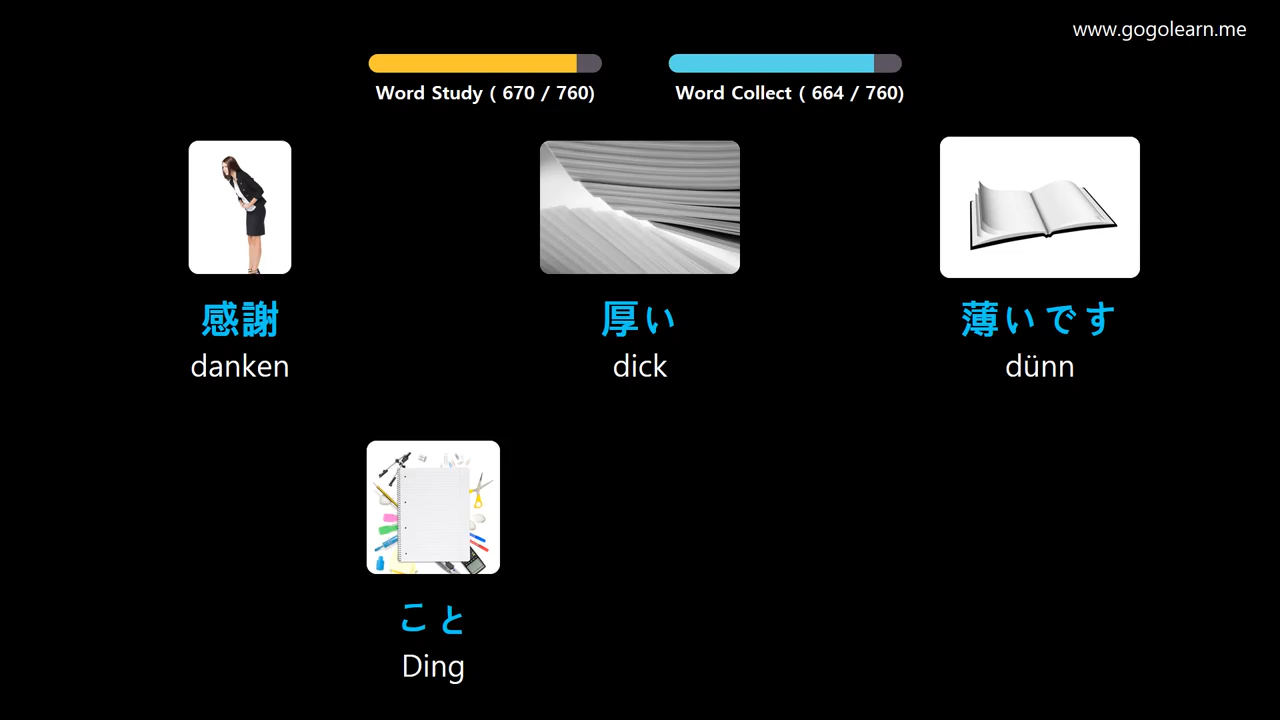 www.gogolearn.me
Word Study ( 670 / 760)
Word Collect ( 664 / 760)
感謝
danken
厚い
dick
薄いです
dünn
こと
Ding